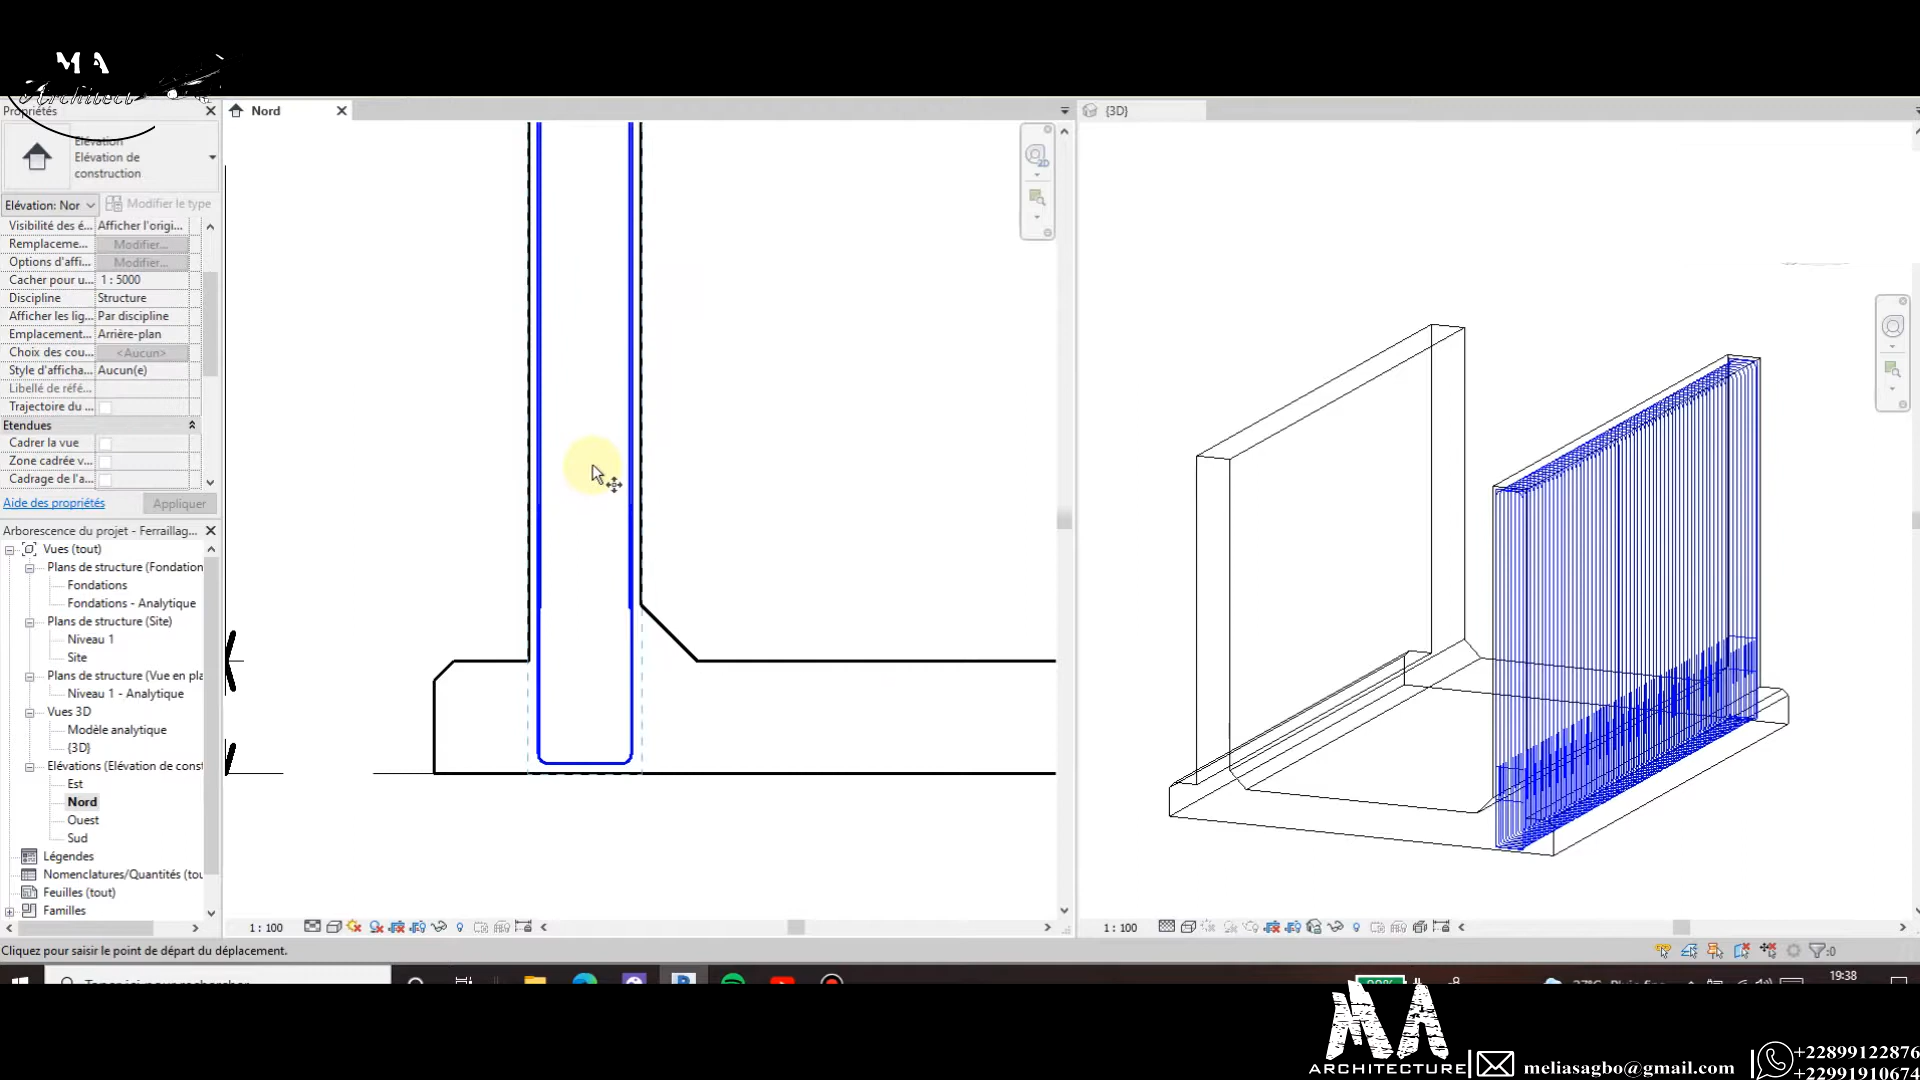 MA
Architect
Propriétés
Nord
{3D}
Elévation
Elévation de
construction
Elévation: Nor
Modifier le type
Visibilité des é... Afficher l'origi...
Remplaceme... Modifier...
Options d'affi... Modifier...
Cacher pour u... 1 : 5000
Discipline Structure
Afficher les lig... Par discipline
Emplacement... Arrière-plan
Choix des cou... <Aucun>
Style d'afficha... Aucun(e)
Libellé de réfé...
Trajectoire du ...
Etendues
Cadrer la vue
Zone cadrée v...
Cadrage de l'a...
Aide des propriétés
Appliquer
Arborescence du projet - Ferraillag...
Vues (tout)
Plans de structure (Fondation
Fondations
Fondations - Analytique
Plans de structure (Site)
Niveau 1
Site
Plans de structure (Vue en pla
Niveau 1 - Analytique
Vues 3D
Modèle analytique
{3D}
Elévations (Elévation de const
Est
Nord
Ouest
Sud
Légendes
Nomenclatures/Quantités (tou
Feuilles (tout)
Familles
1 : 100
1 : 100
Cliquez pour saisir le point de départ du déplacement.
:0
19:38
MA
ARCHITECTURE
meliasagbo@gmail.com
+22899122876
+22991910674